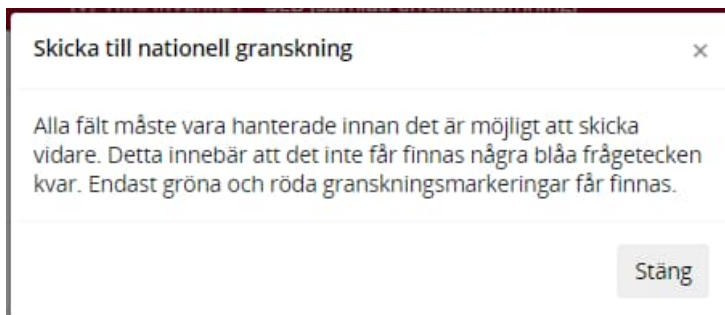 Skicka till nationell granskning
×
Alla fält måste vara hanterade innan det är möjligt att skicka
vidare. Detta innebär att det inte får finnas några blåa frågetecken
kvar. Endast gröna och röda granskningsmarkeringar får finnas.
Stäng